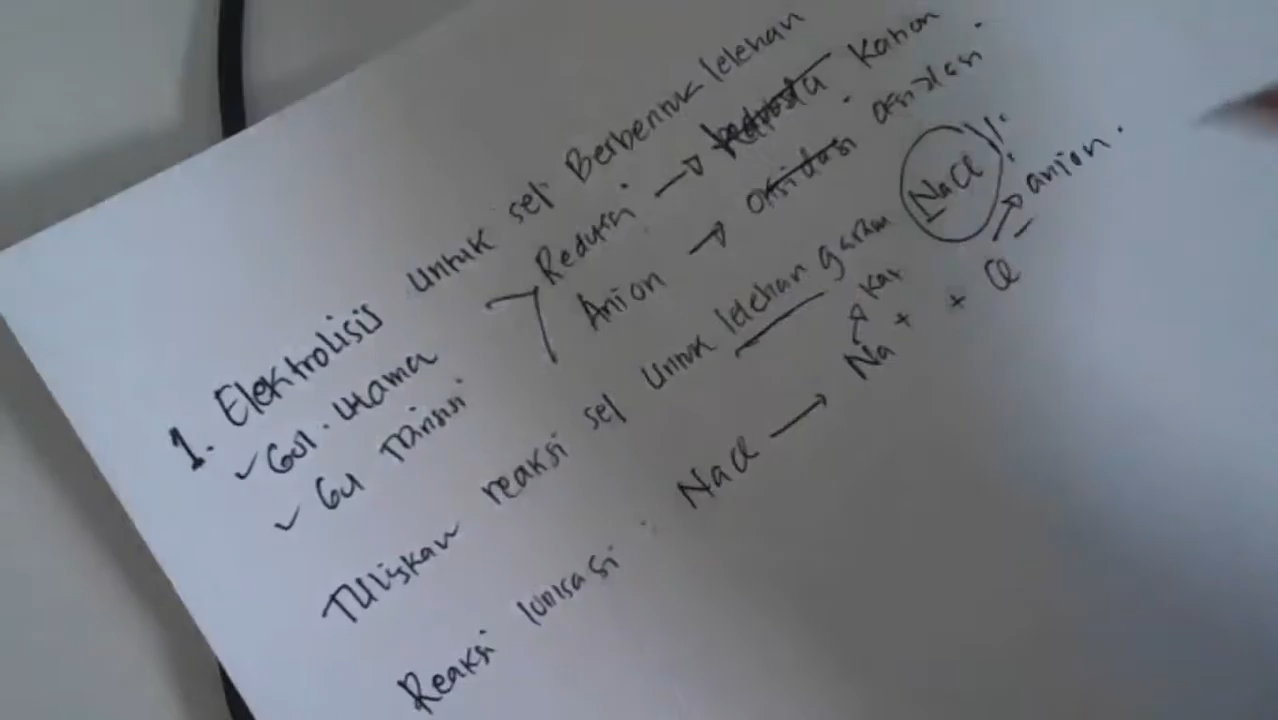 1. Elektrolisis untuk sel Berbentuk lelehan
✓ Gol. Utama Reduksi → Kation
✓ Gol Transisi Anion → oksidasi oksidasi.
Tuliskan reaksi sel untuk lelehan garam NaCl !
Reaksi Ionisasi : NaCl → Na+ + Cl-
↗ Kat ↗ anion.